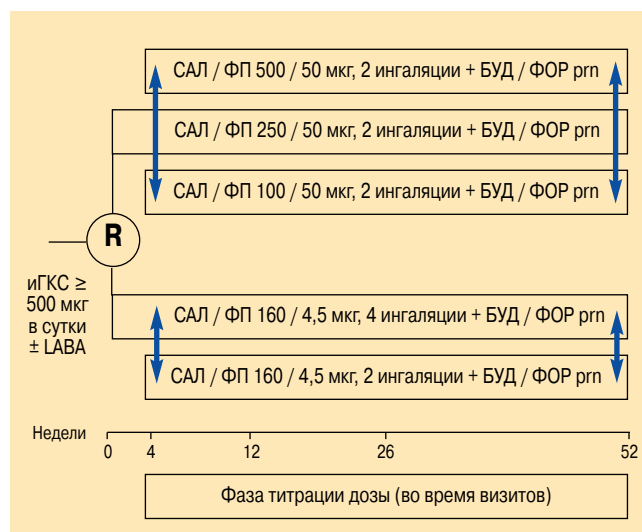 САЛ / ФП 500 / 50 мкг, 2 ингаляции + БУД / ФОР prn
САЛ / ФП 250 / 50 мкг, 2 ингаляции + БУД / ФОР prn
САЛ / ФП 100 / 50 мкг, 2 ингаляции + БУД / ФОР prn
R
иГКС ≥
500 мкг
в сутки
± LABA
САЛ / ФП 160 / 4,5 мкг, 4 ингаляции + БУД / ФОР prn
САЛ / ФП 160 / 4,5 мкг, 2 ингаляции + БУД / ФОР prn
Недели
0 4 12 26 52
Фаза титрации дозы (во время визитов)